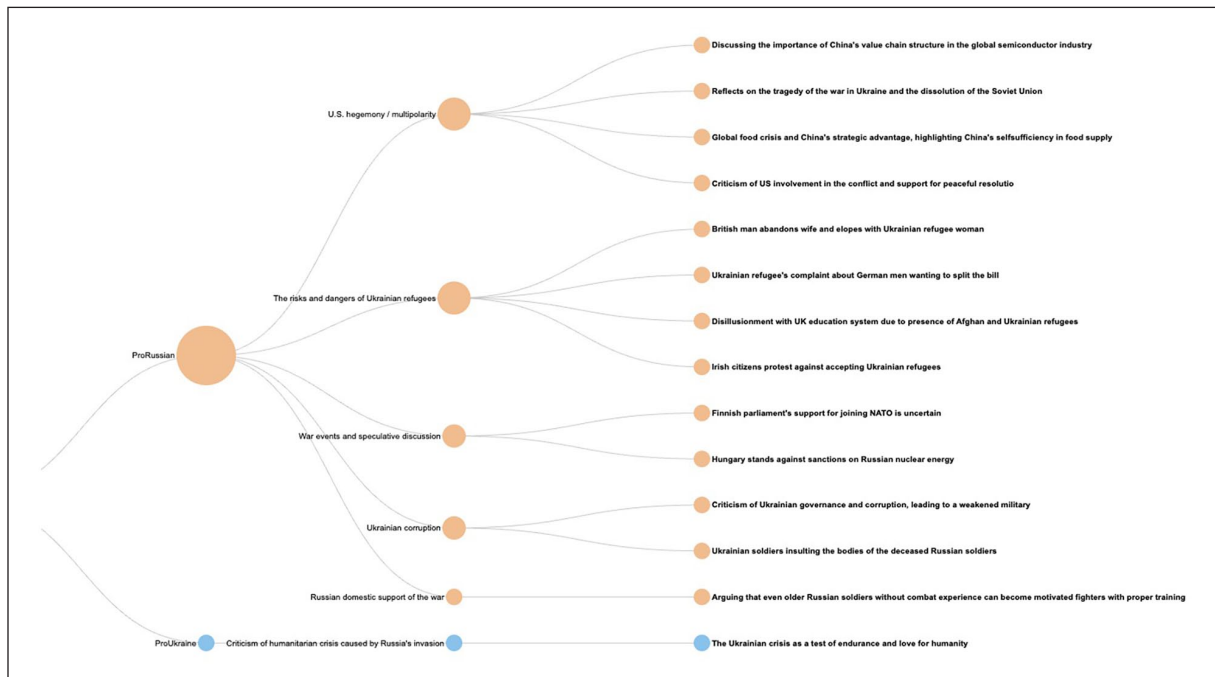 Discussing the importance of China's value chain structure in the global semiconductor industry
Reflects on the tragedy of the war in Ukraine and the dissolution of the Soviet Union
U.S. hegemony / multipolarity
Global food crisis and China's strategic advantage, highlighting China's selfsufficiency in food supply
Criticism of US involvement in the conflict and support for peaceful resolutio
British man abandons wife and elopes with Ukrainian refugee woman
Ukrainian refugee's complaint about German men wanting to split the bill
The risks and dangers of Ukrainian refugees
Disillusionment with UK education system due to presence of Afghan and Ukrainian refugees
ProRussian
Irish citizens protest against accepting Ukrainian refugees
Finnish parliament's support for joining NATO is uncertain
War events and speculative discussion
Hungary stands against sanctions on Russian nuclear energy
Criticism of Ukrainian governance and corruption, leading to a weakened military
Ukrainian corruption
Ukrainian soldiers insulting the bodies of the deceased Russian soldiers
Russian domestic support of the war
Arguing that even older Russian soldiers without combat experience can become motivated fighters with proper training
ProUkraine
Criticism of humanitarian crisis caused by Russia's invasion
The Ukrainian crisis as a test of endurance and love for humanity